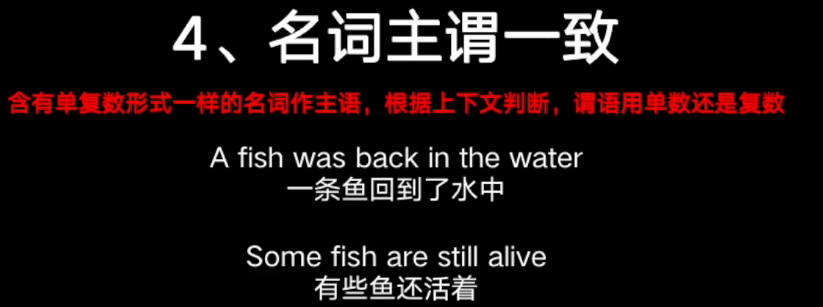 4、名词主谓一致
含有单复数形式一样的名词作主语，根据上下文判断，谓语用单数还是复数
A fish was back in the water
一条鱼回到了水中
Some fish are still alive
有些鱼还活着